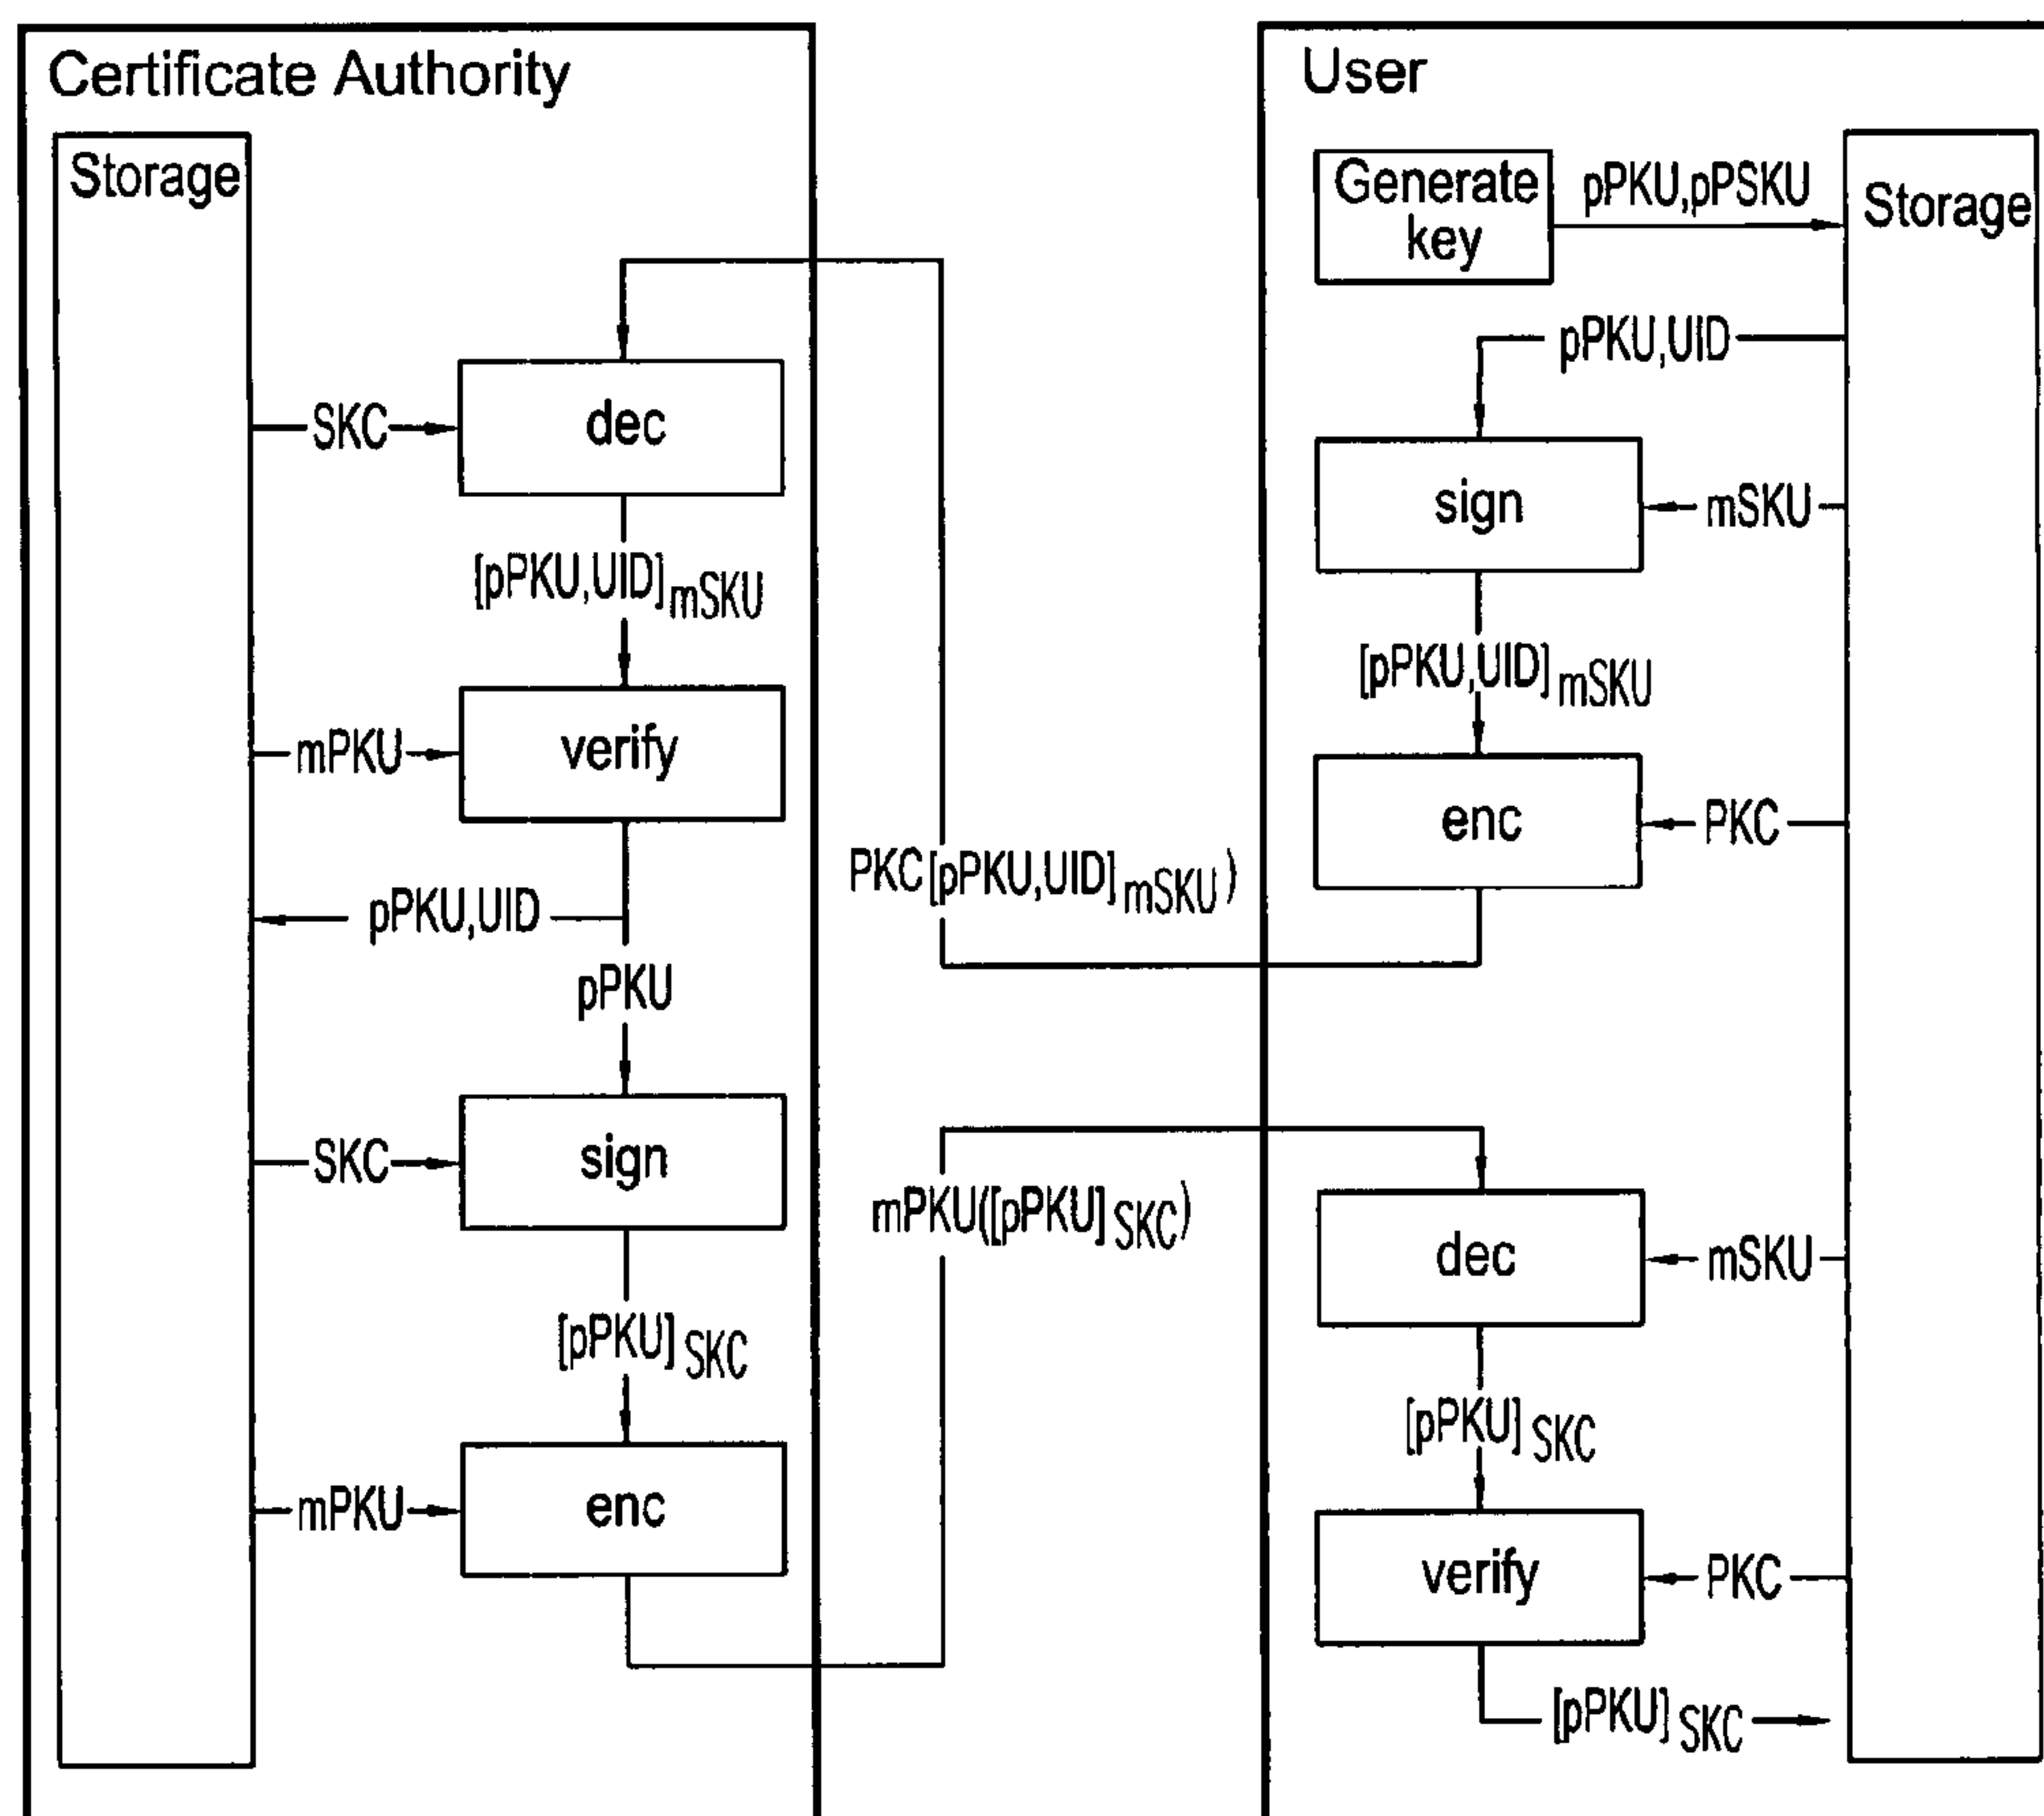 Certificate Authority
Storage
SKC
dec
[pPKU,UID] mSKU
mPKU
verify
pPKU,UID
pPKU
SKC
sign
[pPKU] SKC
mPKU
enc
PKC[pPKU,UID] mSKU)
mPKU([pPKU] SKC)
User
Generate
key
pPKU,pPSKU
Storage
pPKU,UID
sign
mSKU
[pPKU,UID] mSKU
enc
PKC
dec
mSKU
[pPKU] SKC
verify
PKC
[pPKU] SKC